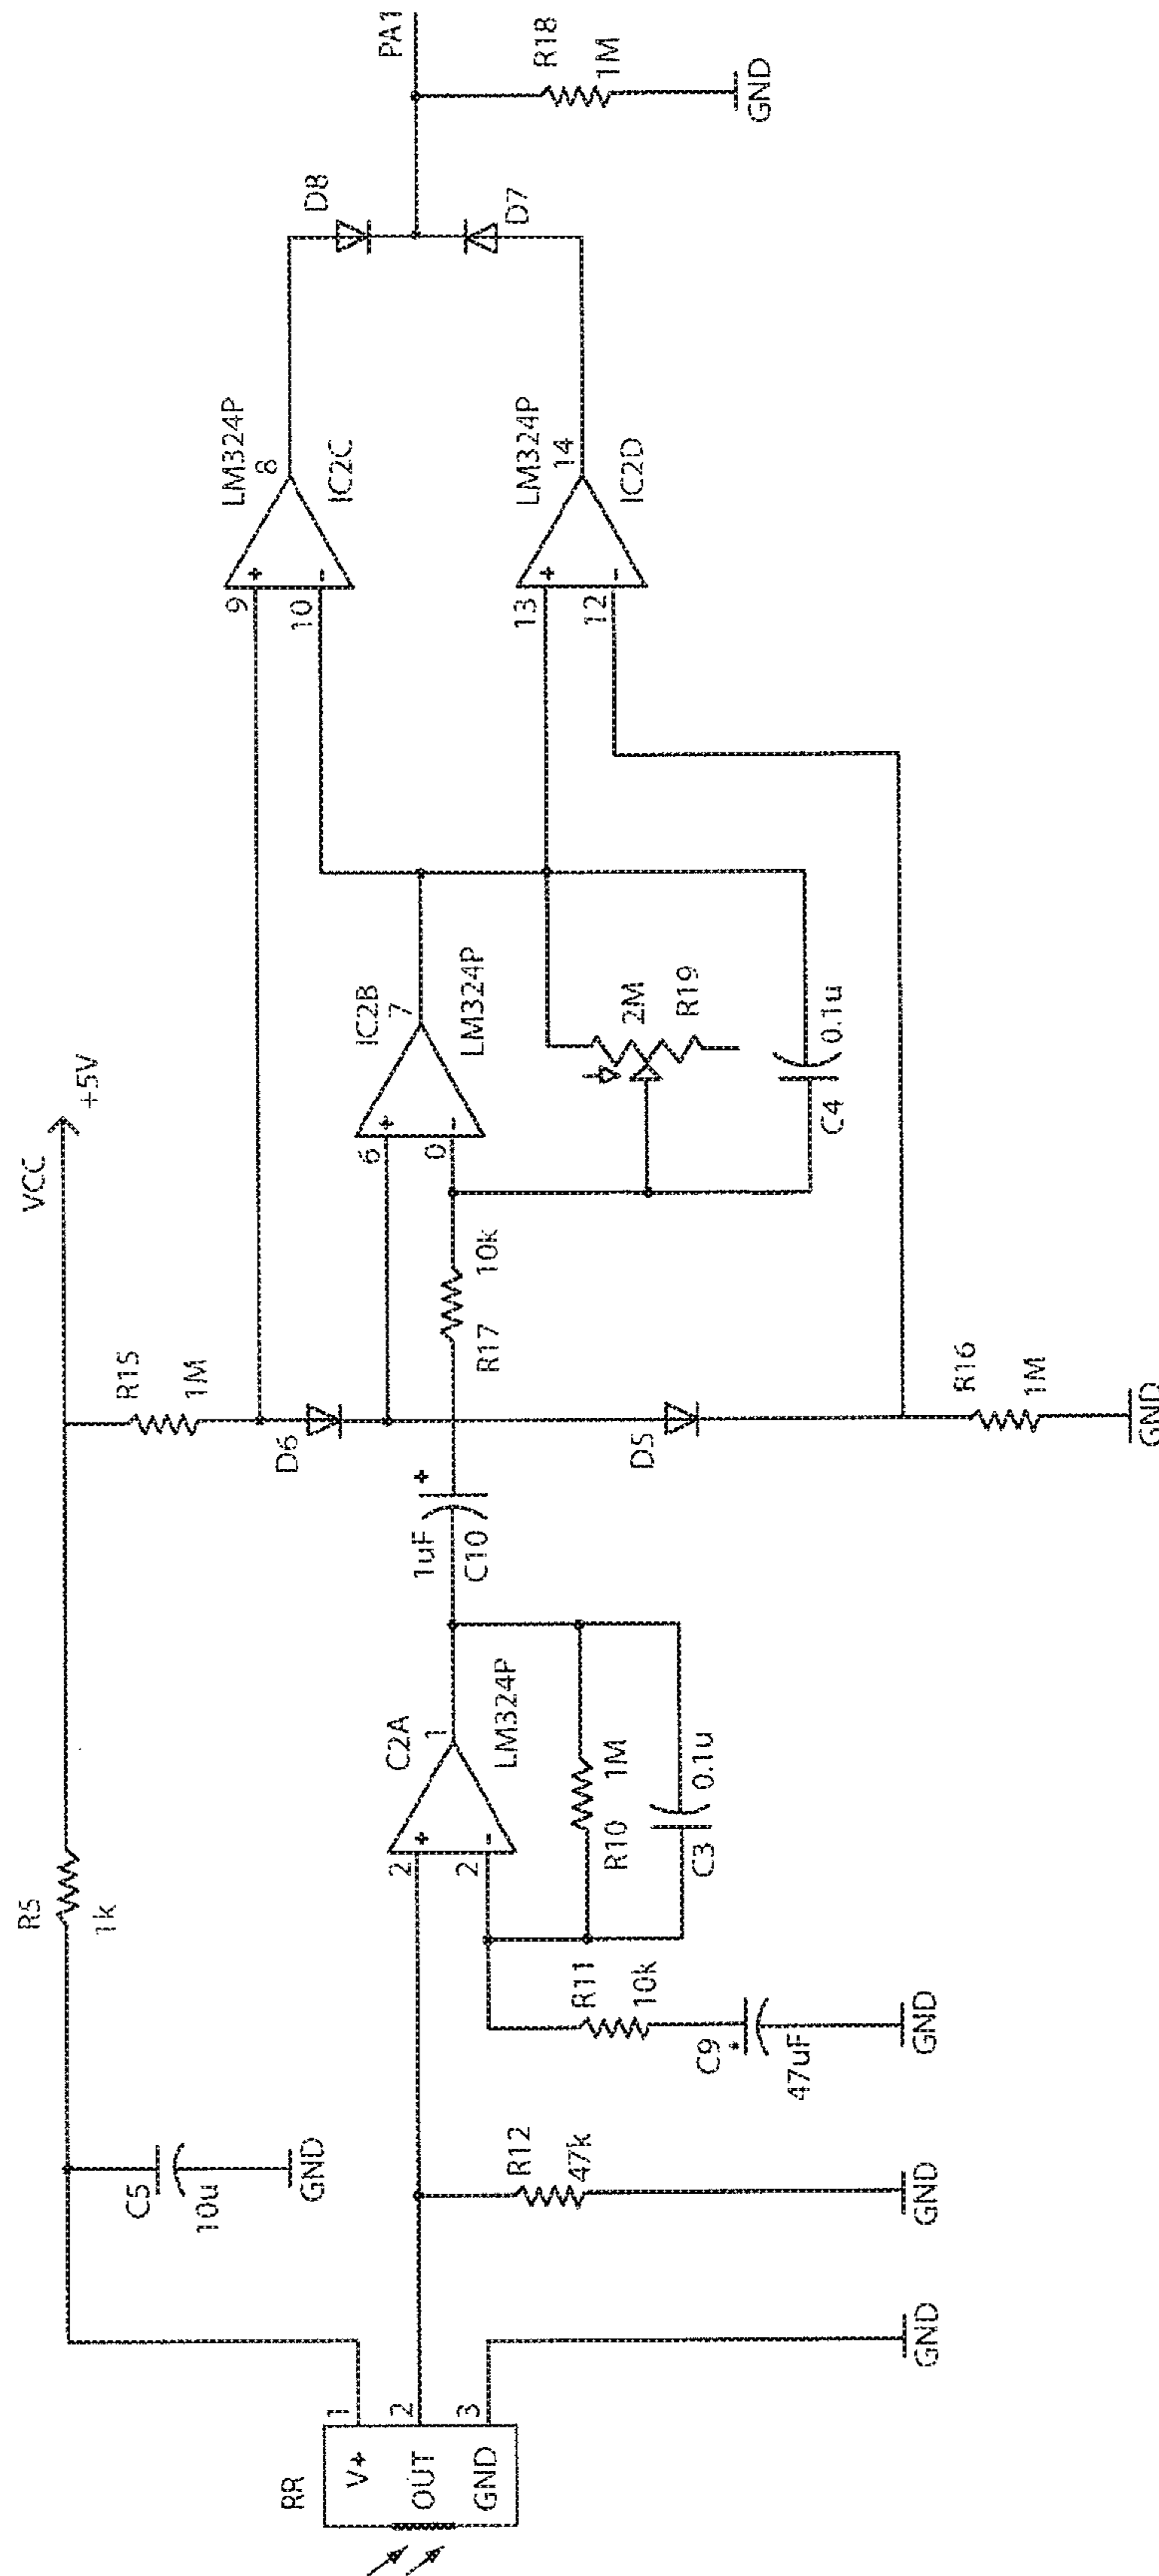 RR
V+
OUT
GND
1
2
3
GND
C5
10u
GND
R12
47k
GND
R5
1k
C9
47uF
GND
R11
10k
2
2
+
-
C2A
1
LM324P
R10
1M
C3
0.1u
1uF
+
C10
VCC
+5V
R15
1M
D6
D5
R16
1M
GND
R17
10k
6
0
+
-
IC2B
7
LM324P
2M
R19
C4
0.1u
9
10
+
-
LM324P
8
IC2C
13
12
+
-
LM324P
14
IC2D
D8
D7
PA1
R18
1M
GND